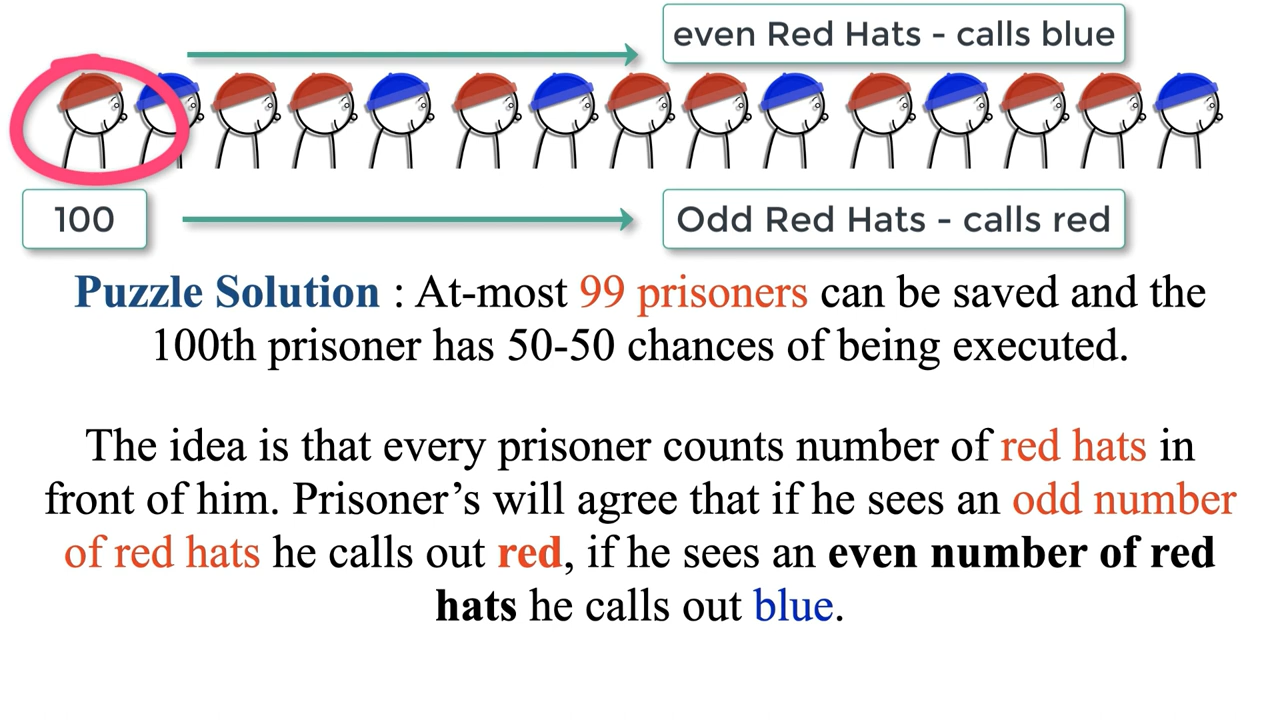 even Red Hats - calls blue
100
Odd Red Hats - calls red
Puzzle Solution : At-most 99 prisoners can be saved and the
100th prisoner has 50-50 chances of being executed.
The idea is that every prisoner counts number of red hats in
front of him. Prisoner’s will agree that if he sees an odd number
of red hats he calls out red, if he sees an even number of red
hats he calls out blue.